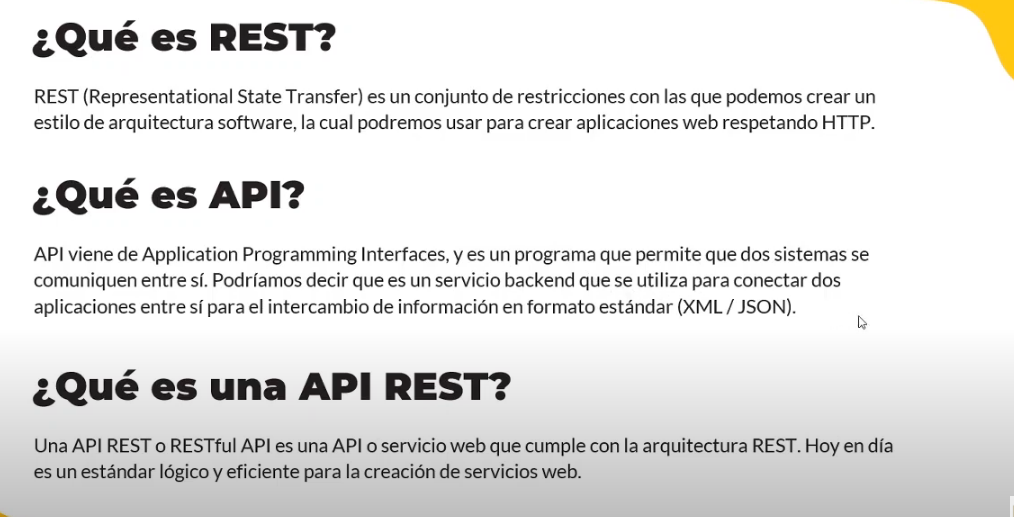 ¿Qué es REST?
REST (Representational State Transfer) es un conjunto de restricciones con las que podemos crear un
estilo de arquitectura software, la cual podremos usar para crear aplicaciones web respetando HTTP.
¿Qué es API?
API viene de Application Programming Interfaces, y es un programa que permite que dos sistemas se
comuniquen entre sí. Podríamos decir que es un servicio backend que se utiliza para conectar dos
aplicaciones entre sí para el intercambio de información en formato estándar (XML / JSON).
¿Qué es una API REST?
Una API REST o RESTful API es una API o servicio web que cumple con la arquitectura REST. Hoy en día
es un estándar lógico y eficiente para la creación de servicios web.